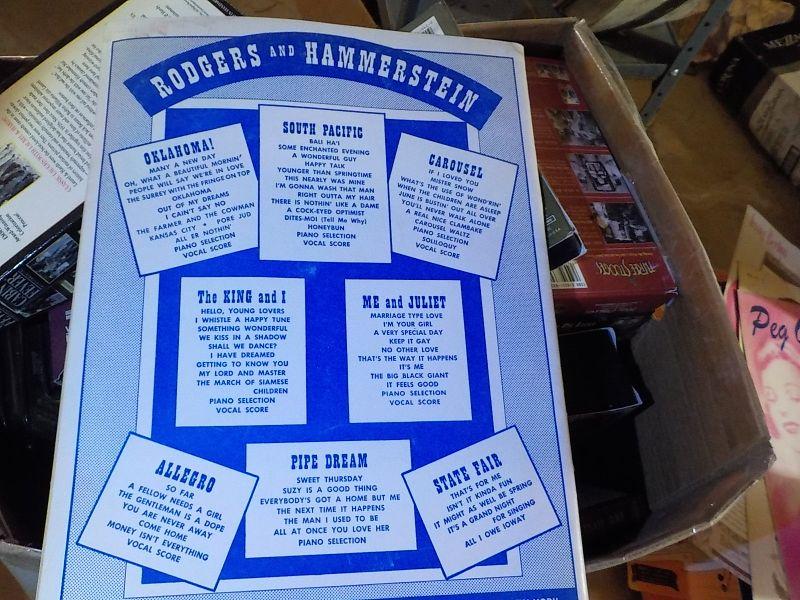 RODGERS AND HAMMERSTEIN
OKLAHOMA!
MANY A NEW DAY
OH, WHAT A BEAUTIFUL MORNIN'
PEOPLE WILL SAY WE'RE IN LOVE
THE SURREY WITH THE FRINGE ON TOP
OKLAHOMA
OUT OF MY DREAMS
I CAIN'T SAY NO
THE FARMER AND THE COWMAN
KANSAS CITY • PORE JUD
ALL ER NOTHIN'
PIANO SELECTION
VOCAL SCORE
SOUTH PACIFIC
BALI HA'I
SOME ENCHANTED EVENING
A WONDERFUL GUY
HAPPY TALK
YOUNGER THAN SPRINGTIME
THIS NEARLY WAS MINE
I'M GONNA WASH THAT MAN
RIGHT OUTTA MY HAIR
THERE IS NOTHIN' LIKE A DAME
A COCK-EYED OPTIMIST
DITES-MOI (Tell Me Why)
HONEYBUN
PIANO SELECTION
VOCAL SCORE
CAROUSEL
IF I LOVED YOU
MISTER SNOW
WHAT'S THE USE OF WOND'RIN'
WHEN THE CHILDREN ARE ASLEEP
JUNE IS BUSTIN' OUT ALL OVER
YOU'LL NEVER WALK ALONE
A REAL NICE CLAMBAKE
CAROUSEL WALTZ
PIANO SELECTION
SOLILOQUY
VOCAL SCORE
The KING and I
HELLO, YOUNG LOVERS
I WHISTLE A HAPPY TUNE
SOMETHING WONDERFUL
WE KISS IN A SHADOW
SHALL WE DANCE?
I HAVE DREAMED
GETTING TO KNOW YOU
MY LORD AND MASTER
THE MARCH OF SIAMESE
CHILDREN
PIANO SELECTION
VOCAL SCORE
ME and JULIET
MARRIAGE TYPE LOVE
I'M YOUR GIRL
A VERY SPECIAL DAY
KEEP IT GAY
NO OTHER LOVE
THAT'S THE WAY IT HAPPENS
IT'S ME
THE BIG BLACK GIANT
IT FEELS GOOD
PIANO SELECTION
VOCAL SCORE
ALLEGRO
SO FAR
A FELLOW NEEDS A GIRL
THE GENTLEMAN IS A DOPE
YOU ARE NEVER AWAY
COME HOME
MONEY ISN'T EVERYTHING
VOCAL SCORE
PIPE DREAM
SWEET THURSDAY
SUZY IS A GOOD THING
EVERYBODY'S GOT A HOME BUT ME
THE NEXT TIME IT HAPPENS
THE MAN I USED TO BE
ALL AT ONCE YOU LOVE HER
PIANO SELECTION
STATE FAIR
THAT'S FOR ME
ISN'T IT KINDA FUN
IT MIGHT AS WELL BE SPRING
IT'S A GRAND NIGHT
FOR SINGING
ALL I OWE IOWAY
Peg